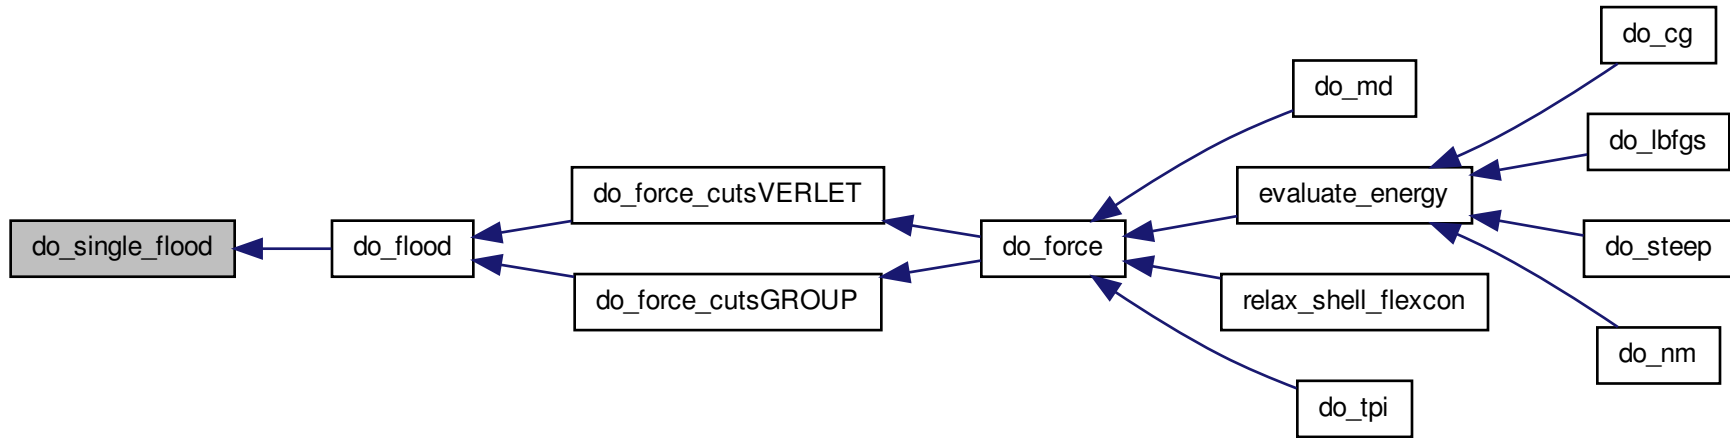 do_single_flood
do_flood
do_force_cutsVERLET
do_force_cutsGROUP
do_force
do_md
evaluate_energy
relax_shell_flexcon
do_tpi
do_cg
do_lbfgs
do_steep
do_nm